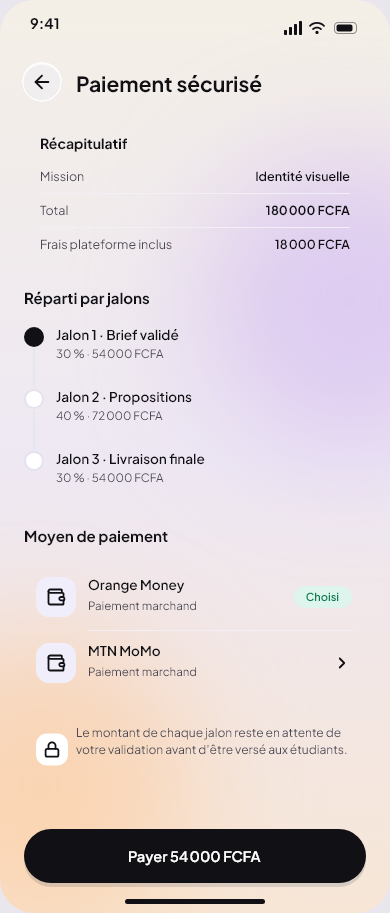 9:41
Paiement sécurisé
Récapitulatif
Mission Identité visuelle
Total 180 000 FCFA
Frais plateforme inclus 18 000 FCFA
Réparti par jalons
Jalon 1 · Brief validé
30 % · 54 000 FCFA
Jalon 2 · Propositions
40 % · 72 000 FCFA
Jalon 3 · Livraison finale
30 % · 54 000 FCFA
Moyen de paiement
Orange Money
Paiement marchand
Choisi
MTN MoMo
Paiement marchand
Le montant de chaque jalon reste en attente de
votre validation avant d’être versé aux étudiants.
Payer 54 000 FCFA